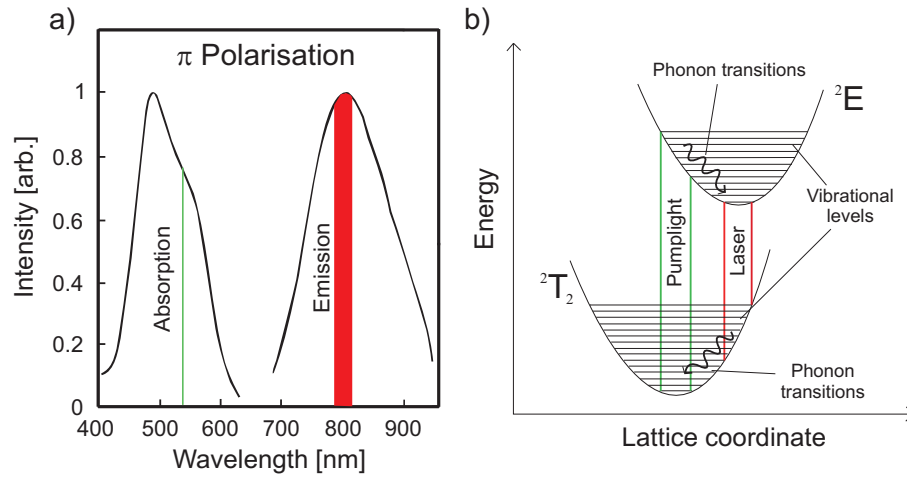 a)
π Polarisation
Intensity [arb.]
1
0.8
0.6
0.4
0.2
0
Absorption
Emission
400 500 600 700 800 900
Wavelength [nm]
b)
Phonon transitions
²E
Vibrational
levels
Energy
Pumplight
Laser
²T₂
Phonon
transitions
Lattice coordinate